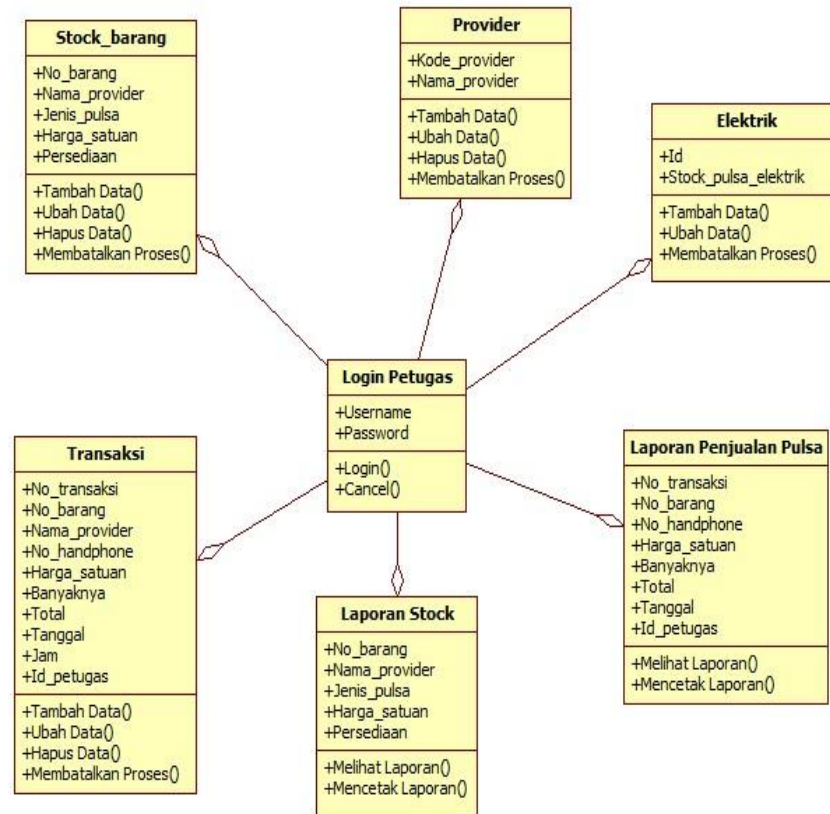 Stock_barang
+No_barang
+Nama_provider
+Jenis_pulsa
+Harga_satuan
+Persediaan
+Tambah Data()
+Ubah Data()
+Hapus Data()
+Membatalkan Proses()
Provider
+Kode_provider
+Nama_provider
+Tambah Data()
+Ubah Data()
+Hapus Data()
+Membatalkan Proses()
Elektrik
+Id
+Stock_pulsa_elektrik
+Tambah Data()
+Ubah Data()
+Membatalkan Proses()
Login Petugas
+Username
+Password
+Login()
+Cancel()
Transaksi
+No_transaksi
+No_barang
+Nama_provider
+No_handphone
+Harga_satuan
+Banyaknya
+Total
+Tanggal
+Jam
+Id_petugas
+Tambah Data()
+Ubah Data()
+Hapus Data()
+Membatalkan Proses()
Laporan Stock
+No_barang
+Nama_provider
+Jenis_pulsa
+Harga_satuan
+Persediaan
+Melihat Laporan()
+Mencetak Laporan()
Laporan Penjualan Pulsa
+No_transaksi
+No_barang
+No_handphone
+Harga_satuan
+Banyaknya
+Total
+Tanggal
+Id_petugas
+Melihat Laporan()
+Mencetak Laporan()